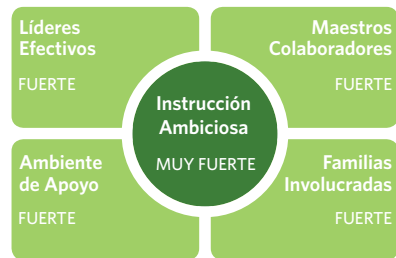 Líderes
Efectivos
FUERTE
Maestros
Colaboradores
FUERTE
Instrucción
Ambiciosa
MUY FUERTE
Ambiente
de Apoyo
FUERTE
Familias
Involucradas
FUERTE